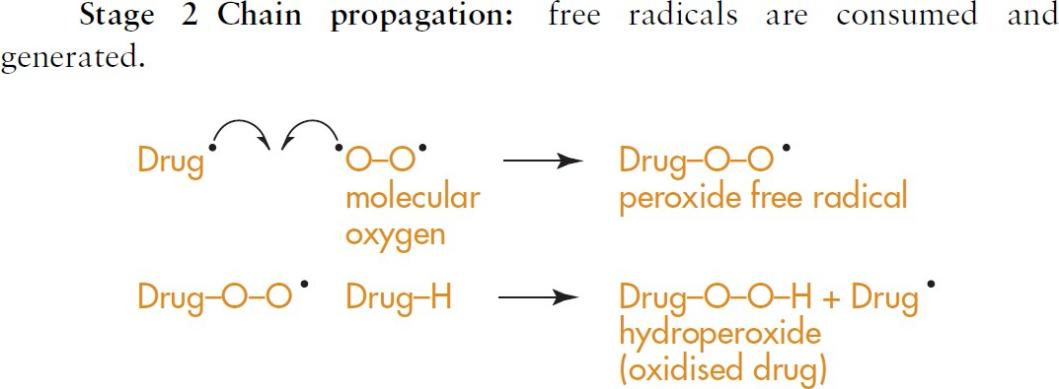 Stage 2 Chain propagation: free radicals are consumed and
generated.
Drug• •O–O• Drug–O–O•
molecular peroxide free radical
oxygen
Drug–O–O• Drug–H Drug–O–O–H + Drug•
hydroperoxide
(oxidised drug)